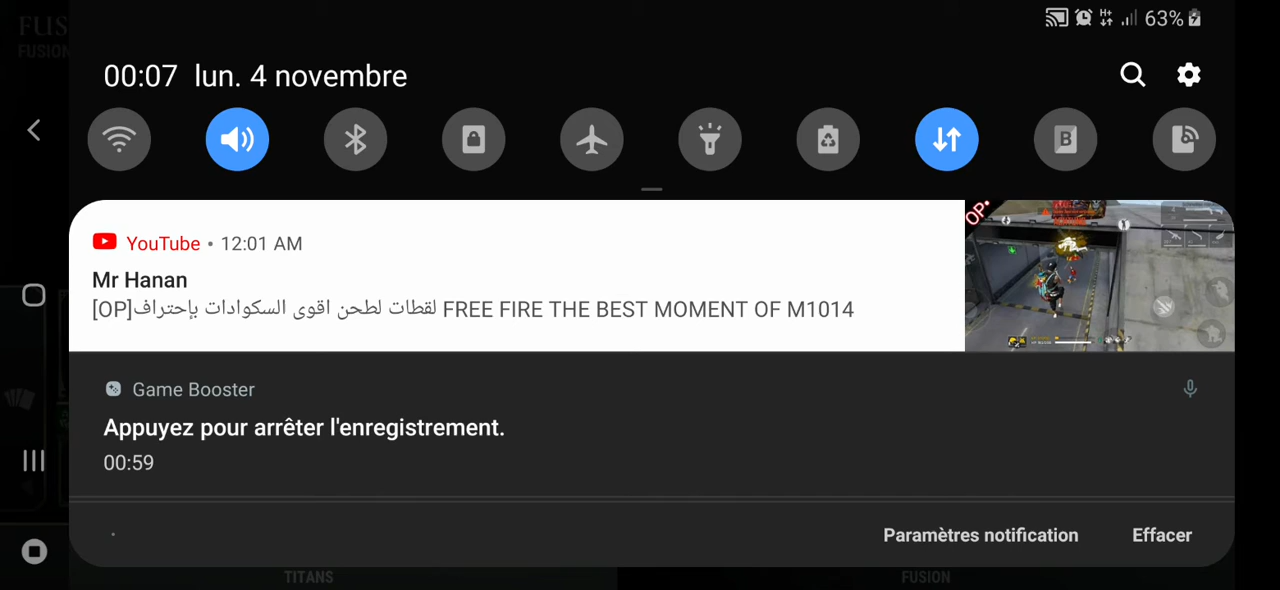 FUS
FUSION
H+
63%
00:07 lun. 4 novembre
B
YouTube • 12:01 AM
OP
Mr Hanan
[OP]لقطات لطحن اقوى السكوادات بإحتراف FREE FIRE THE BEST MOMENT OF M1014
Game Booster
Appuyez pour arrêter l'enregistrement.
00:59
Paramètres notification Effacer
TITANS FUSION